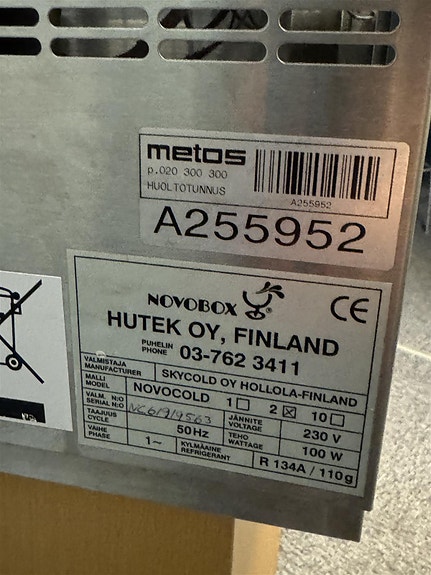 metos
p.020 300 300
HUOLTOTUNNUS
A255952
A255952
NOVOBOX ®
CE
HUTEK OY, FINLAND
PUHELIN
PHONE 03-762 3411
VALMISTAJA
MANUFACTURER SKYCOLD OY HOLLOLA-FINLAND
MALLI
MODEL NOVOCOLD 1☐ 2☒ 10☐
VALM. N:O
SERIAL N:O
JÄNNITE
VOLTAGE 230 V
TAAJUUS
CYCLE 50Hz
TEHO
WATTAGE 100 W
VAIHE
PHASE 1~
KYLMÄAINE
REFRIGERANT R 134A / 110g